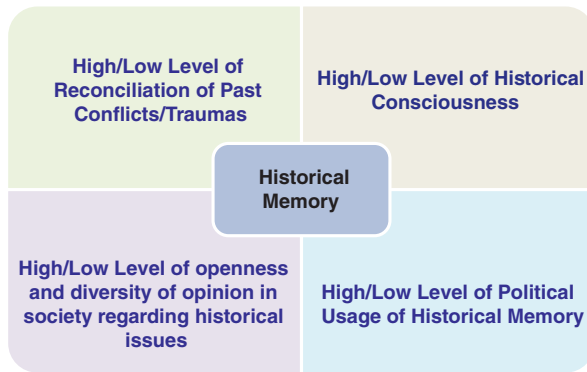 High/Low Level of
Reconciliation of Past
Conflicts/Traumas
High/Low Level of Historical
Consciousness
Historical
Memory
High/Low Level of openness
and diversity of opinion in
society regarding historical
issues
High/Low Level of Political
Usage of Historical Memory